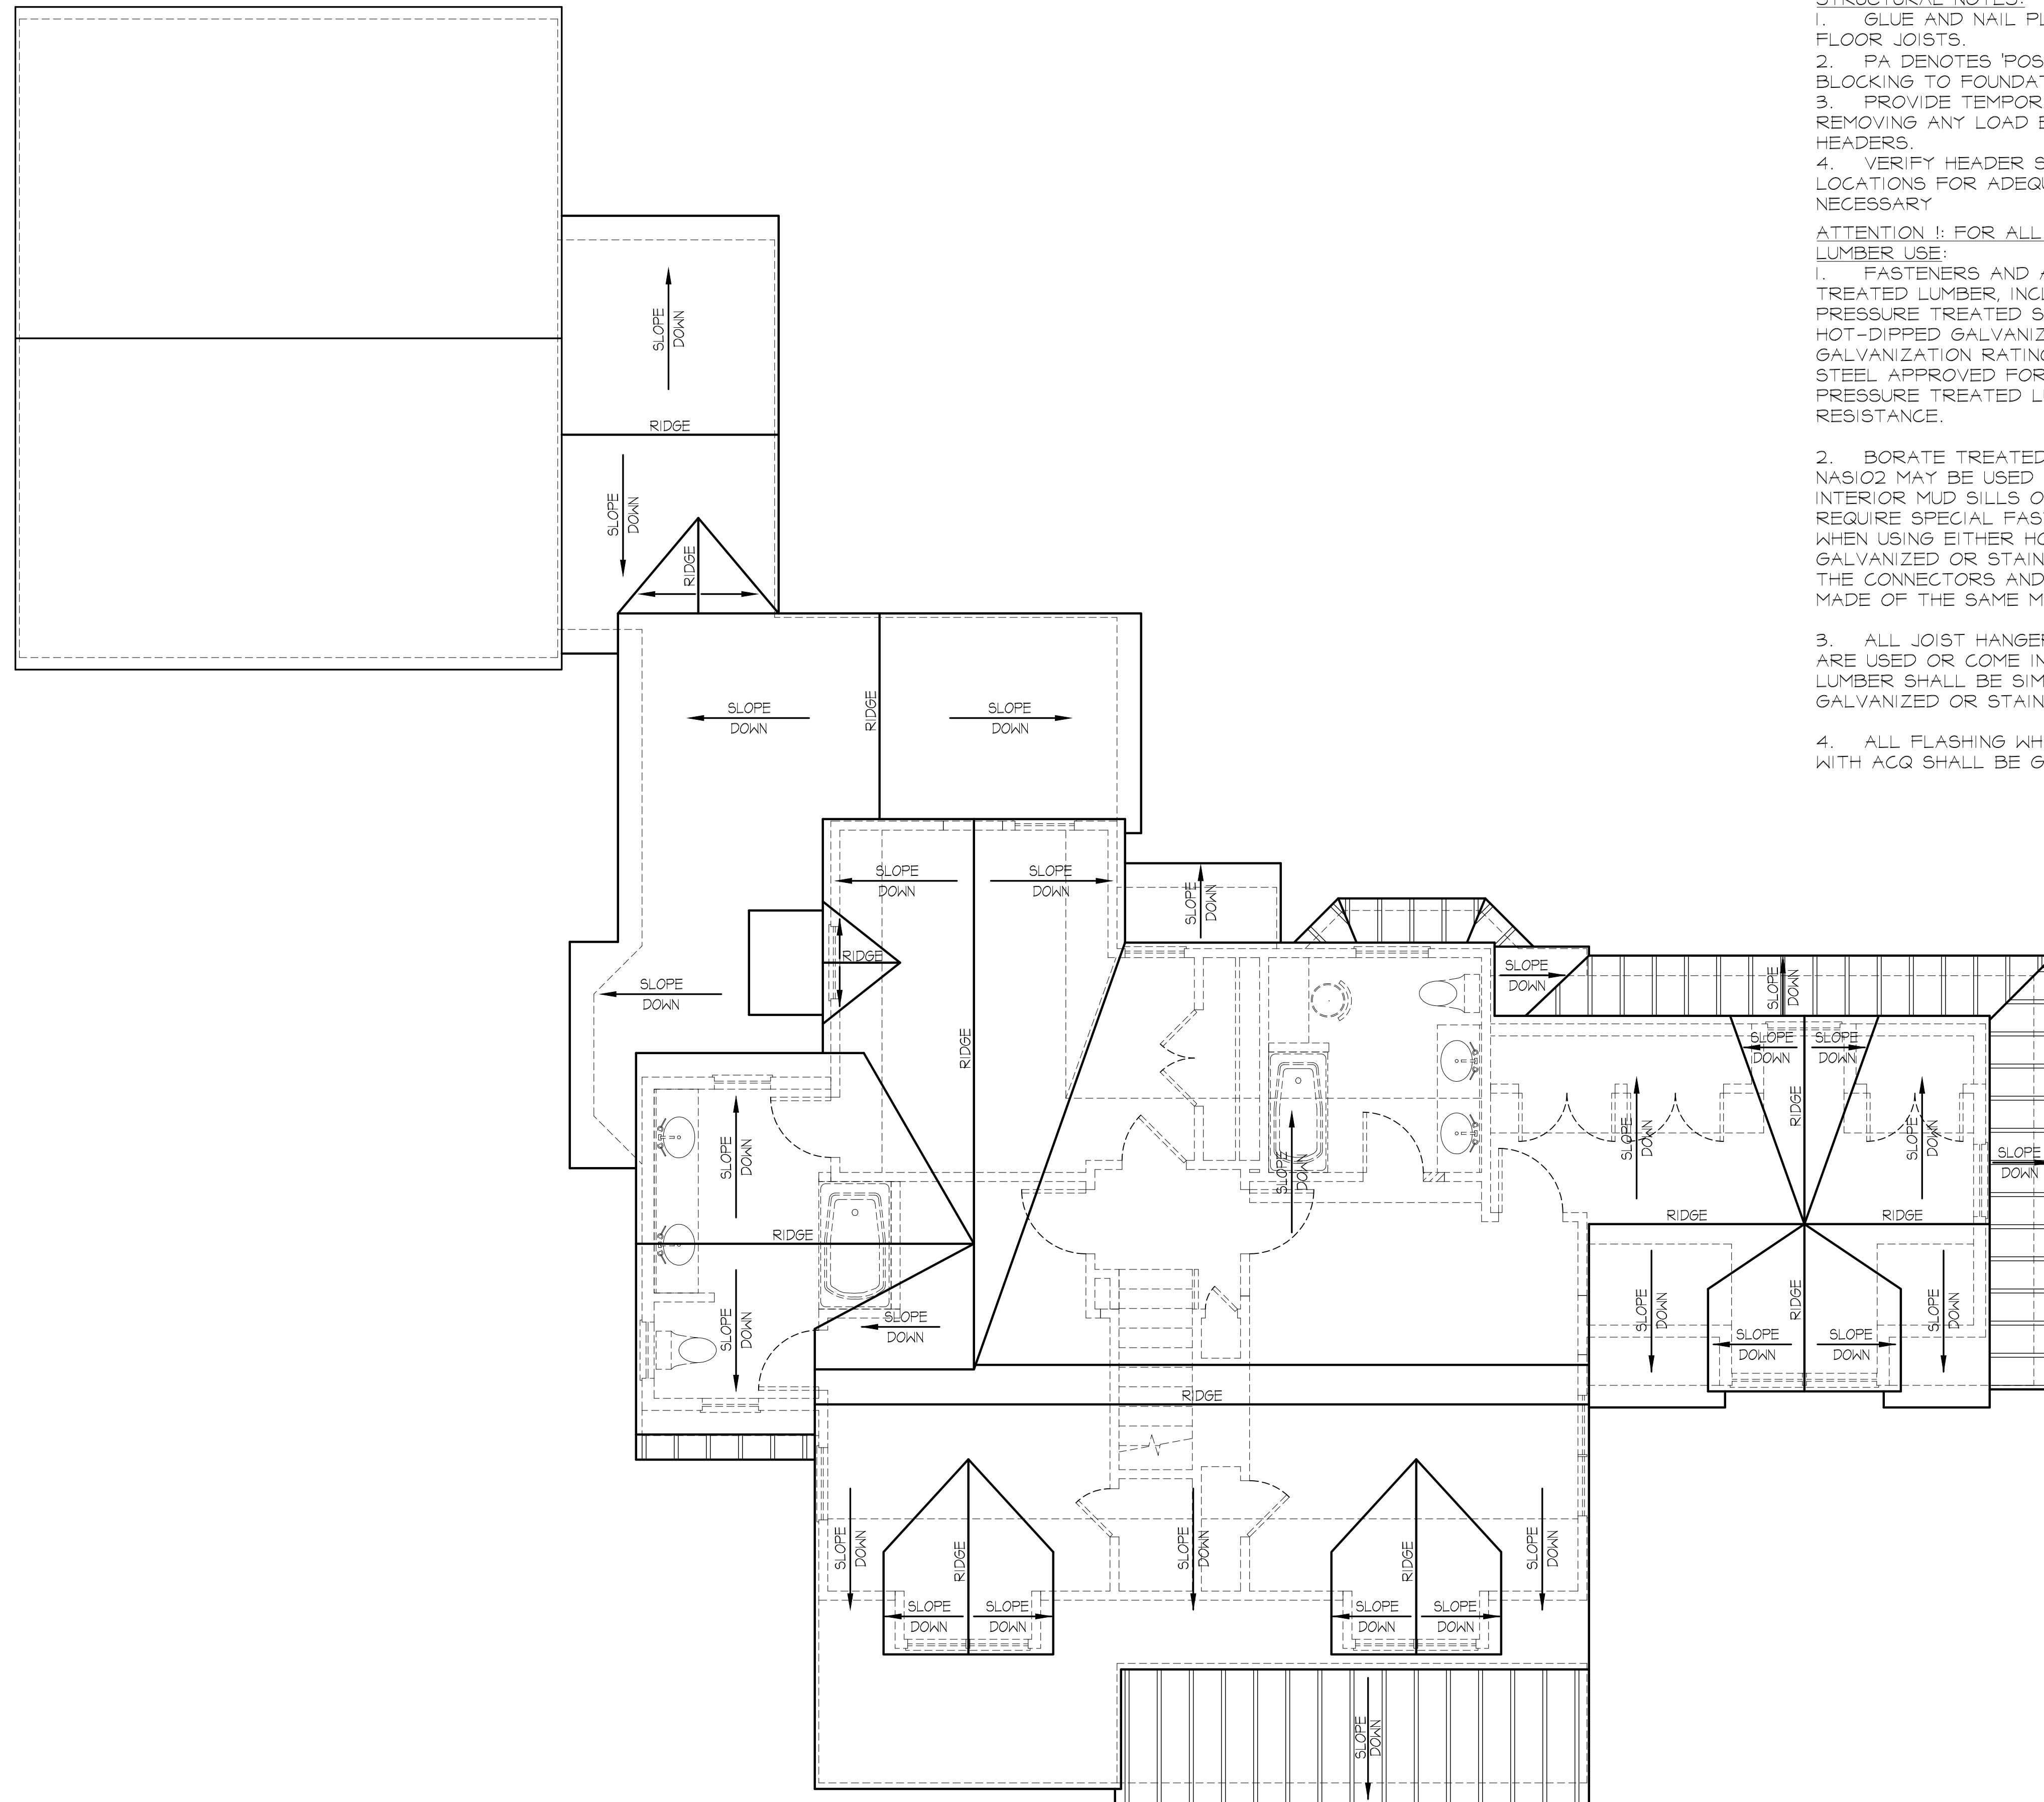 STRUCTURAL NOTES:
1. GLUE AND NAIL PL
FLOOR JOISTS.
2. PA DENOTES 'POS
BLOCKING TO FOUNDAT
3. PROVIDE TEMPOR
REMOVING ANY LOAD B
HEADERS.
4. VERIFY HEADER S
LOCATIONS FOR ADEQU
NECESSARY
ATTENTION !: FOR ALL
LUMBER USE:
1. FASTENERS AND A
TREATED LUMBER, INCL
PRESSURE TREATED S
HOT-DIPPED GALVANIZ
GALVANIZATION RATING
STEEL APPROVED FOR
PRESSURE TREATED L
RESISTANCE.
2. BORATE TREATED
NASIO2 MAY BE USED
INTERIOR MUD SILLS O
REQUIRE SPECIAL FAS
WHEN USING EITHER HO
GALVANIZED OR STAIN
THE CONNECTORS AND
MADE OF THE SAME M
3. ALL JOIST HANGER
ARE USED OR COME IN
LUMBER SHALL BE SIM
GALVANIZED OR STAIN
4. ALL FLASHING WH
WITH ACQ SHALL BE G
SLOPE
DOWN
RIDGE
SLOPE
DOWN
RIDGE
SLOPE
DOWN
RIDGE
SLOPE
DOWN
SLOPE
DOWN
SLOPE
DOWN
SLOPE
DOWN
RIDGE
SLOPE
DOWN
SLOPE
DOWN
SLOPE
DOWN
RIDGE
SLOPE
DOWN
SLOPE
DOWN
RIDGE
SLOPE
DOWN
SLOPE
DOWN
SLOPE
DOWN
SLOPE
DOWN
SLOPE
DOWN
RIDGE
RIDGE
RIDGE
SLOPE
DOWN
SLOPE
DOWN
SLOPE
DOWN
RIDGE
SLOPE
DOWN
SLOPE
DOWN
SLOPE
DOWN
SLOPE
DOWN
RIDGE
SLOPE
DOWN
RIDGE
SLOPE
DOWN
RIDGE
SLOPE
DOWN
SLOPE
DOWN
SLOPE
DOWN
SLOPE
DOWN
SLOPE
DOWN
SLOPE
DOWN